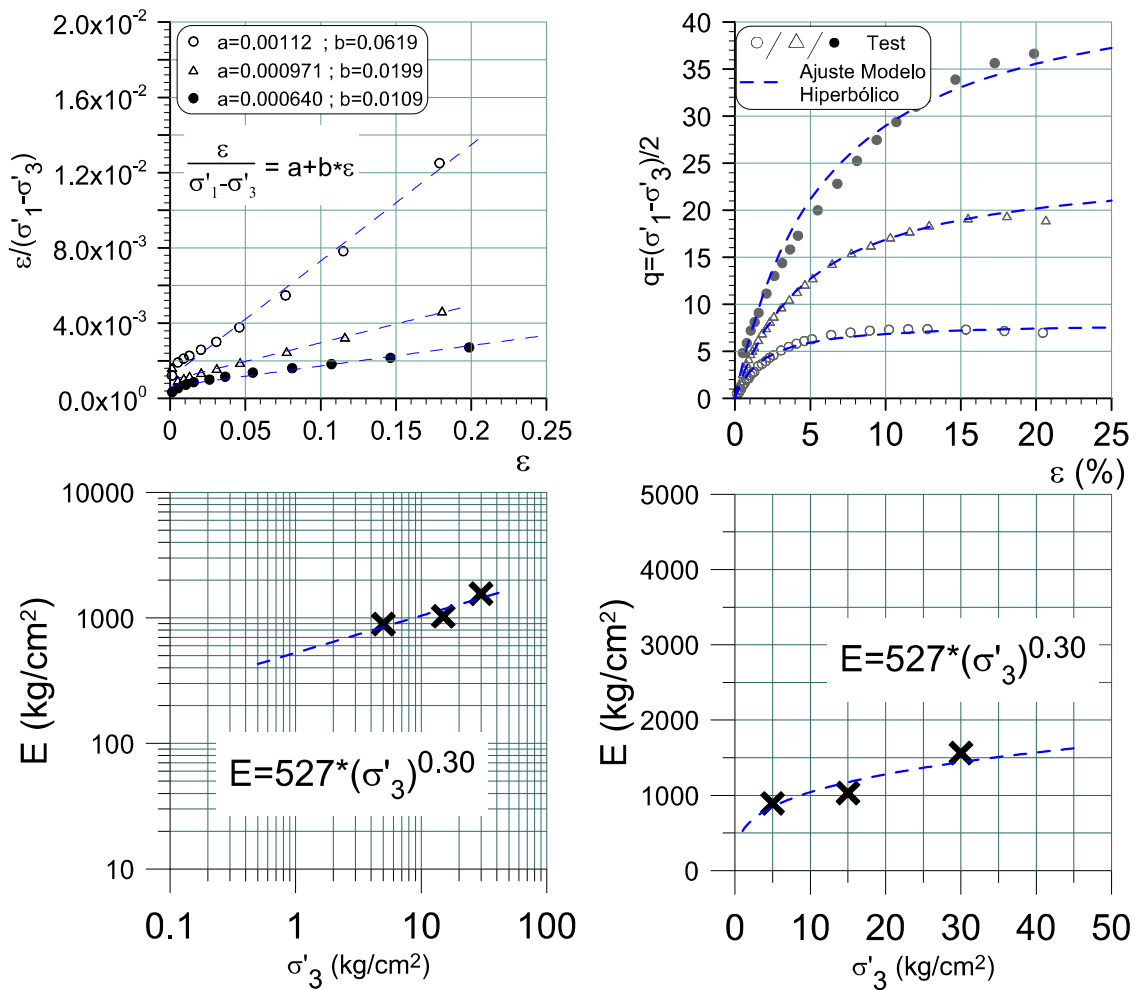 2.0x10⁻²
1.6x10⁻²
1.2x10⁻²
8.0x10⁻³
4.0x10⁻³
0.0x10⁰
ε/(σ'₁-σ'₃)
a=0.00112 ; b=0.0619
a=0.000971 ; b=0.0199
a=0.000640 ; b=0.0109
ε
σ'₁-σ'₃
= a+b*ε
0 0.05 0.1 0.15 0.2 0.25
ε
40
35
30
25
20
15
10
5
0
q=(σ'₁-σ'₃)/2
/ / Test
Ajuste Modelo
Hiperbólico
0 5 10 15 20 25
ε (%)
10000
1000
100
10
E (kg/cm²)
E=527*(σ'₃)⁰·³⁰
0.1 1 10 100
σ'₃ (kg/cm²)
5000
4000
3000
2000
1000
0
E (kg/cm²)
E=527*(σ'₃)⁰·³⁰
0 10 20 30 40 50
σ'₃ (kg/cm²)